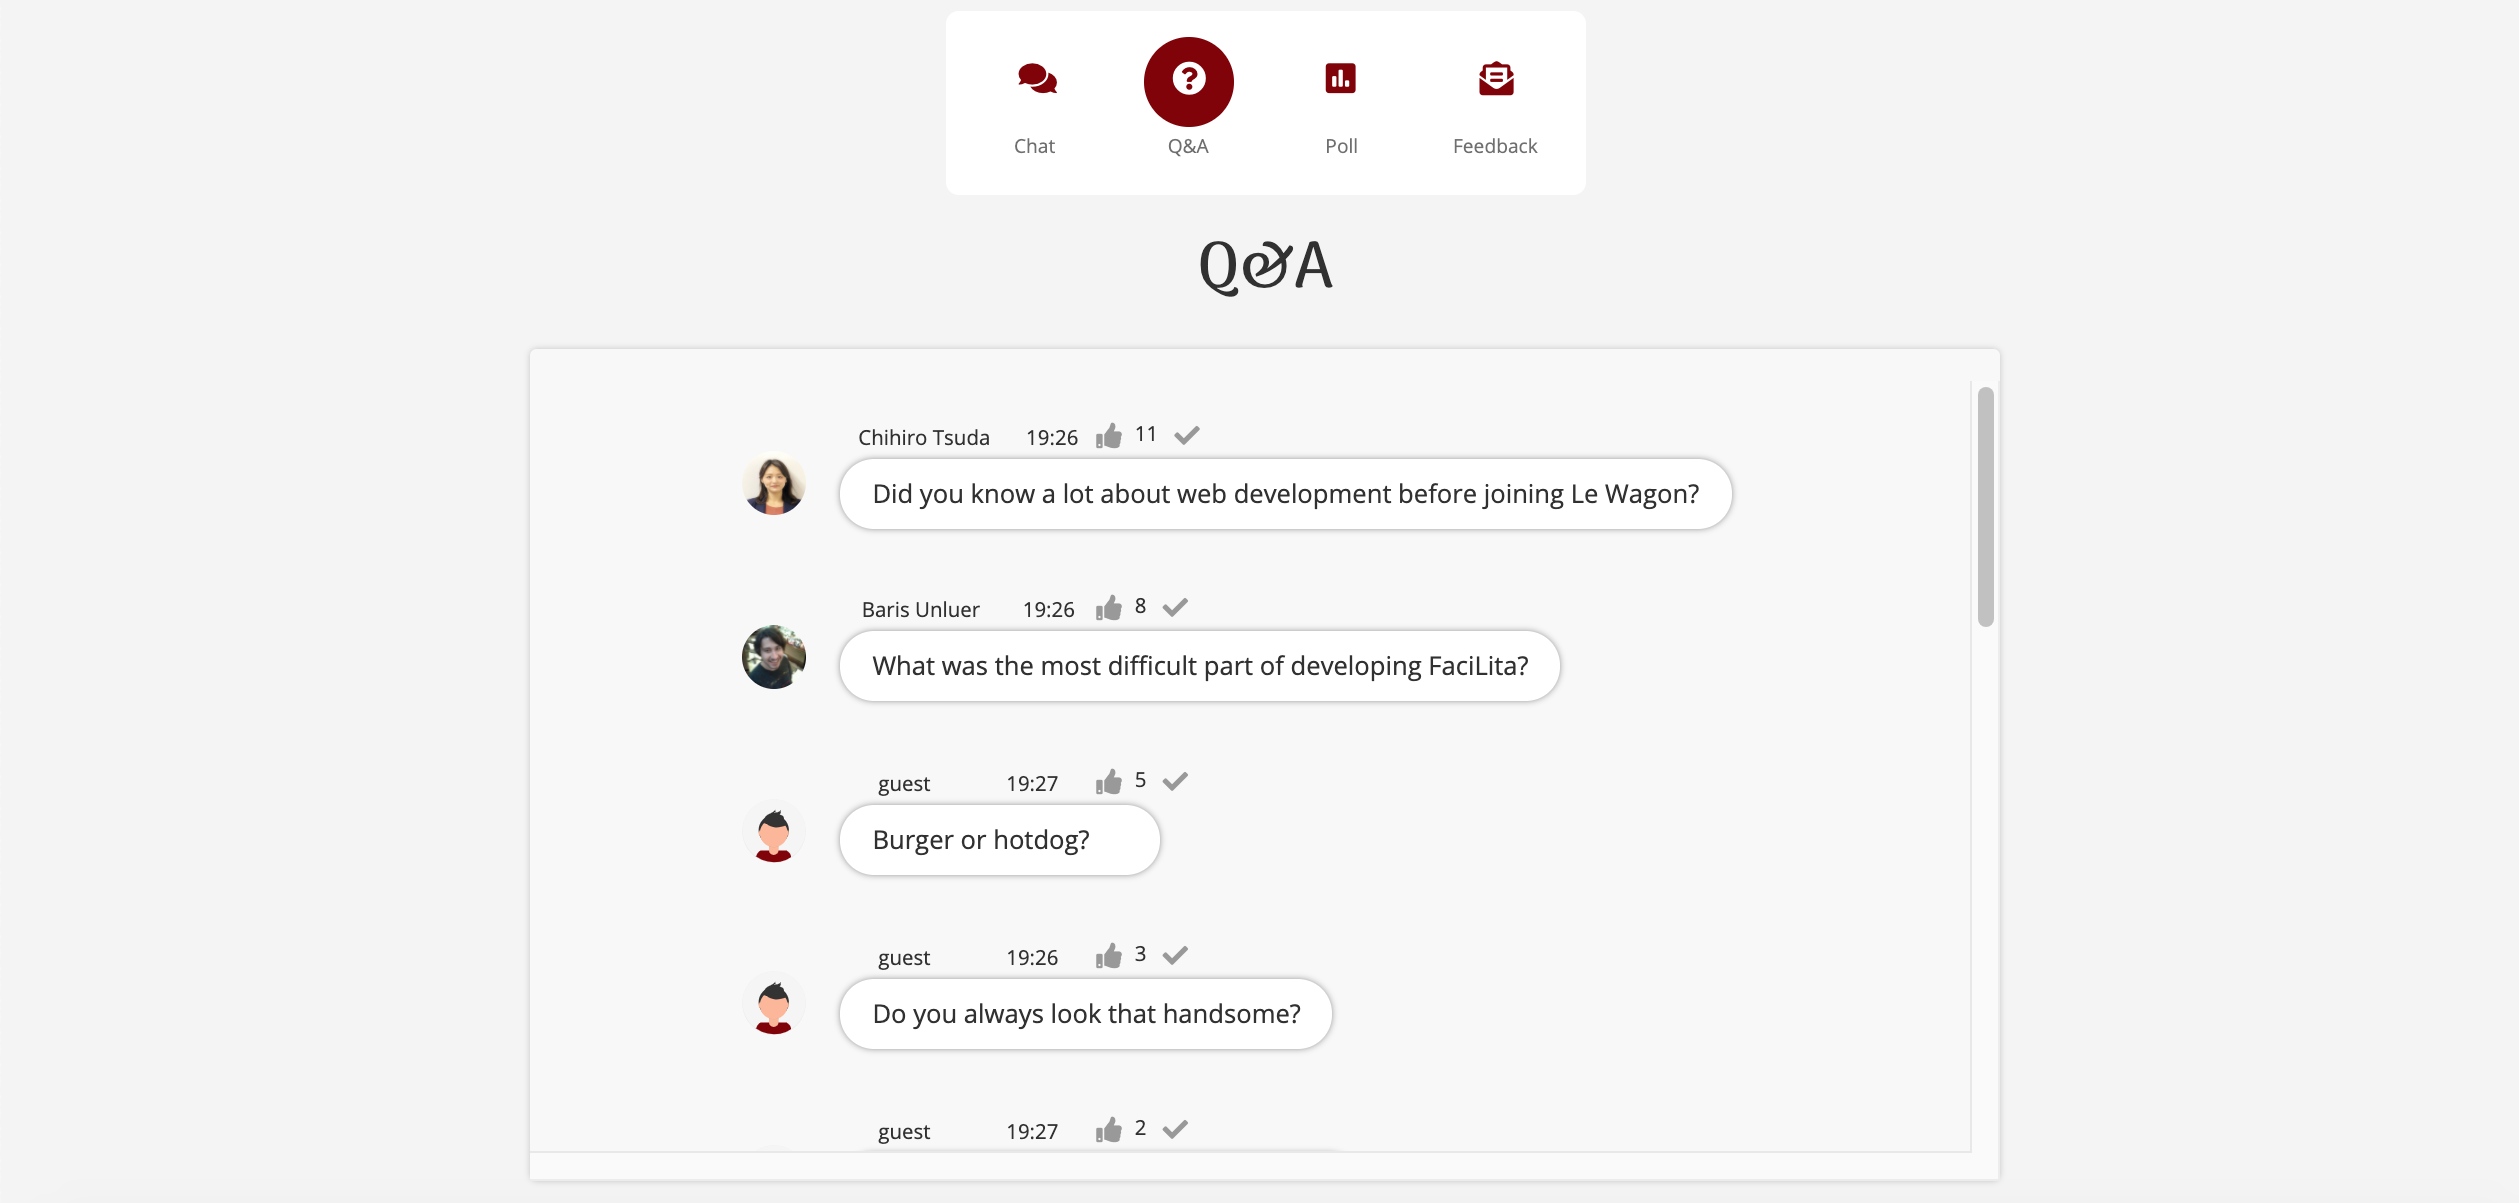 Chat Q&A Poll Feedback
Q&A
Chihiro Tsuda 19:26 11
Did you know a lot about web development before joining Le Wagon?
Baris Unluer 19:26 8
What was the most difficult part of developing FaciLita?
guest 19:27 5
Burger or hotdog?
guest 19:26 3
Do you always look that handsome?
guest 19:27 2